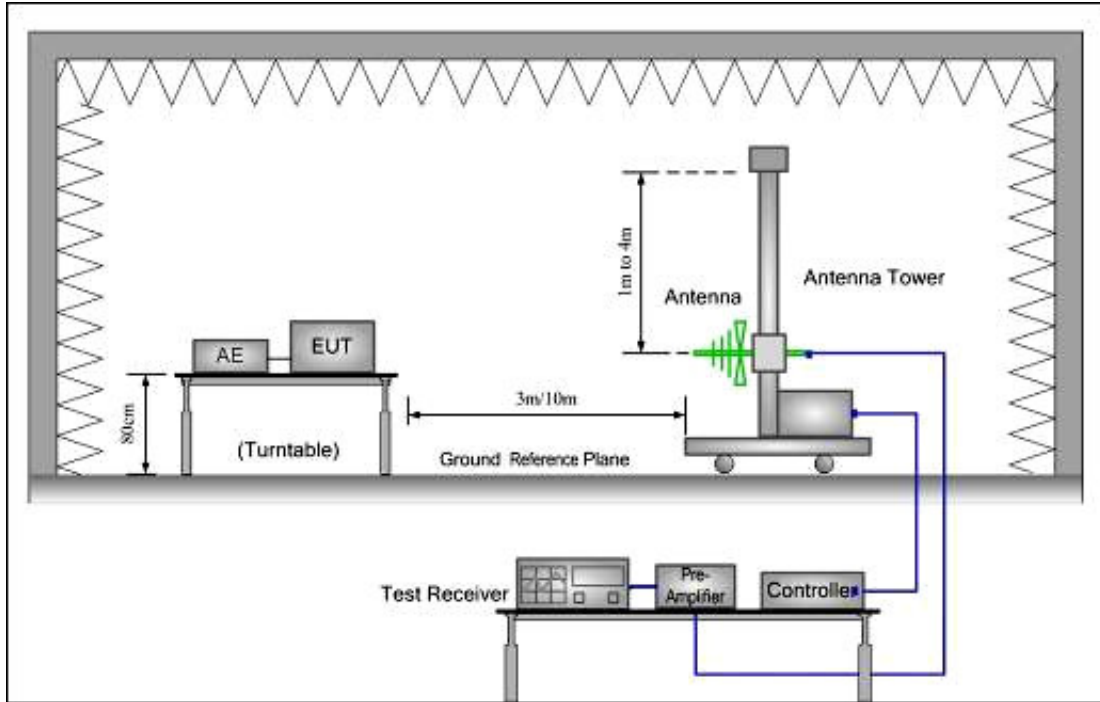 1m to 4m
Antenna Tower
Antenna
AE
EUT
80cm
3m/10m
(Turntable)
Ground Reference Plane
Test Receiver
Pre-
Amplifier
Controller